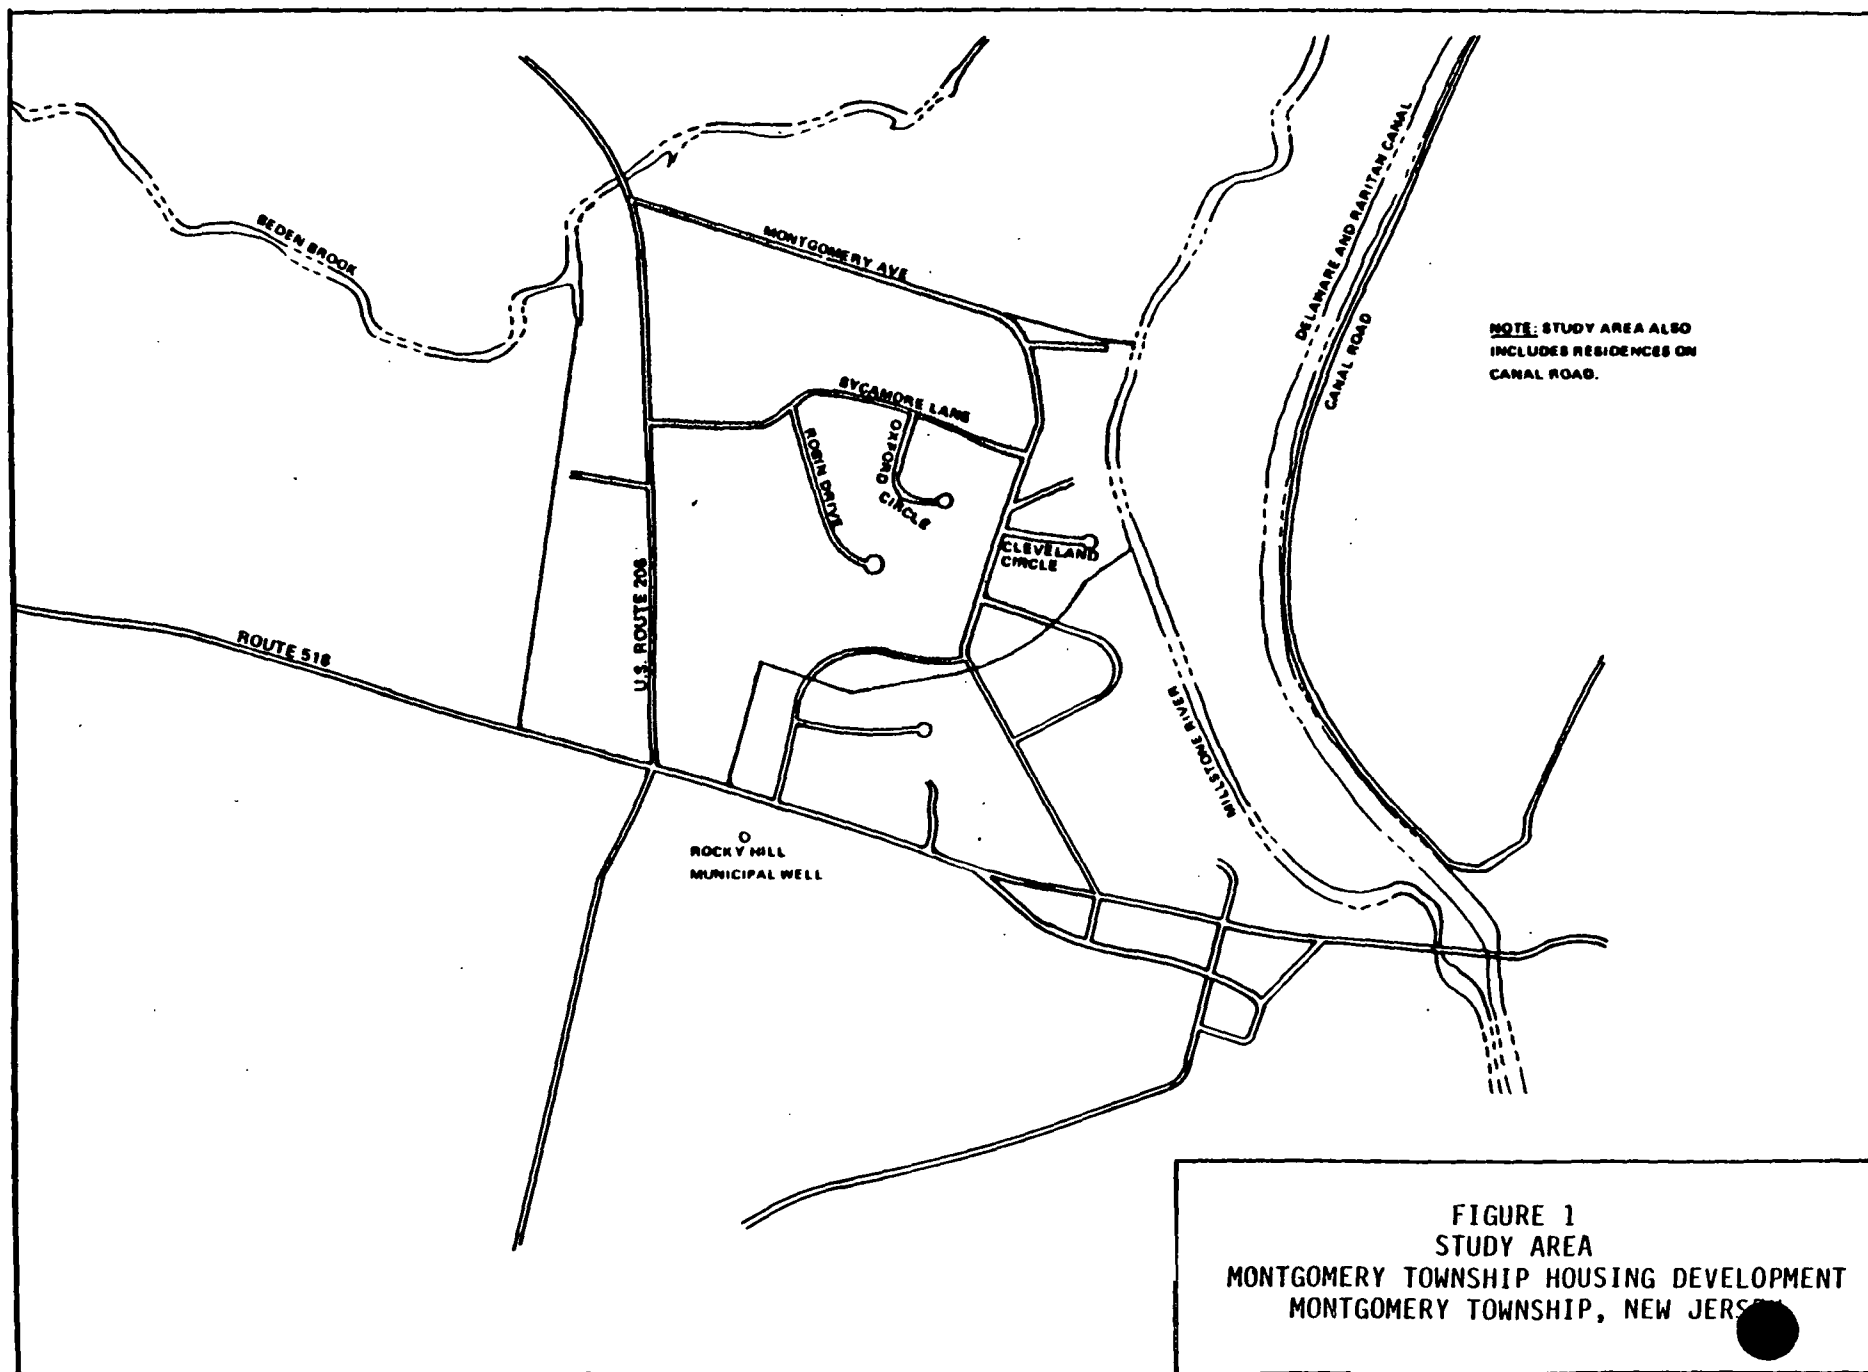 BEDEN BROOK
MONTGOMERY AVE
DELAWARE AND RARITAN CANAL
CANAL ROAD
NOTE: STUDY AREA ALSO
INCLUDES RESIDENCES ON
CANAL ROAD.
SYCAMORE LANE
ROBIN DRIVE
OXFORD
CIRCLE
CLEVELAND
CIRCLE
U.S. ROUTE 206
ROUTE 518
MILLSTONE RIVER
ROCKY HILL
MUNICIPAL WELL
FIGURE 1
STUDY AREA
MONTGOMERY TOWNSHIP HOUSING DEVELOPMENT
MONTGOMERY TOWNSHIP, NEW JERSEY